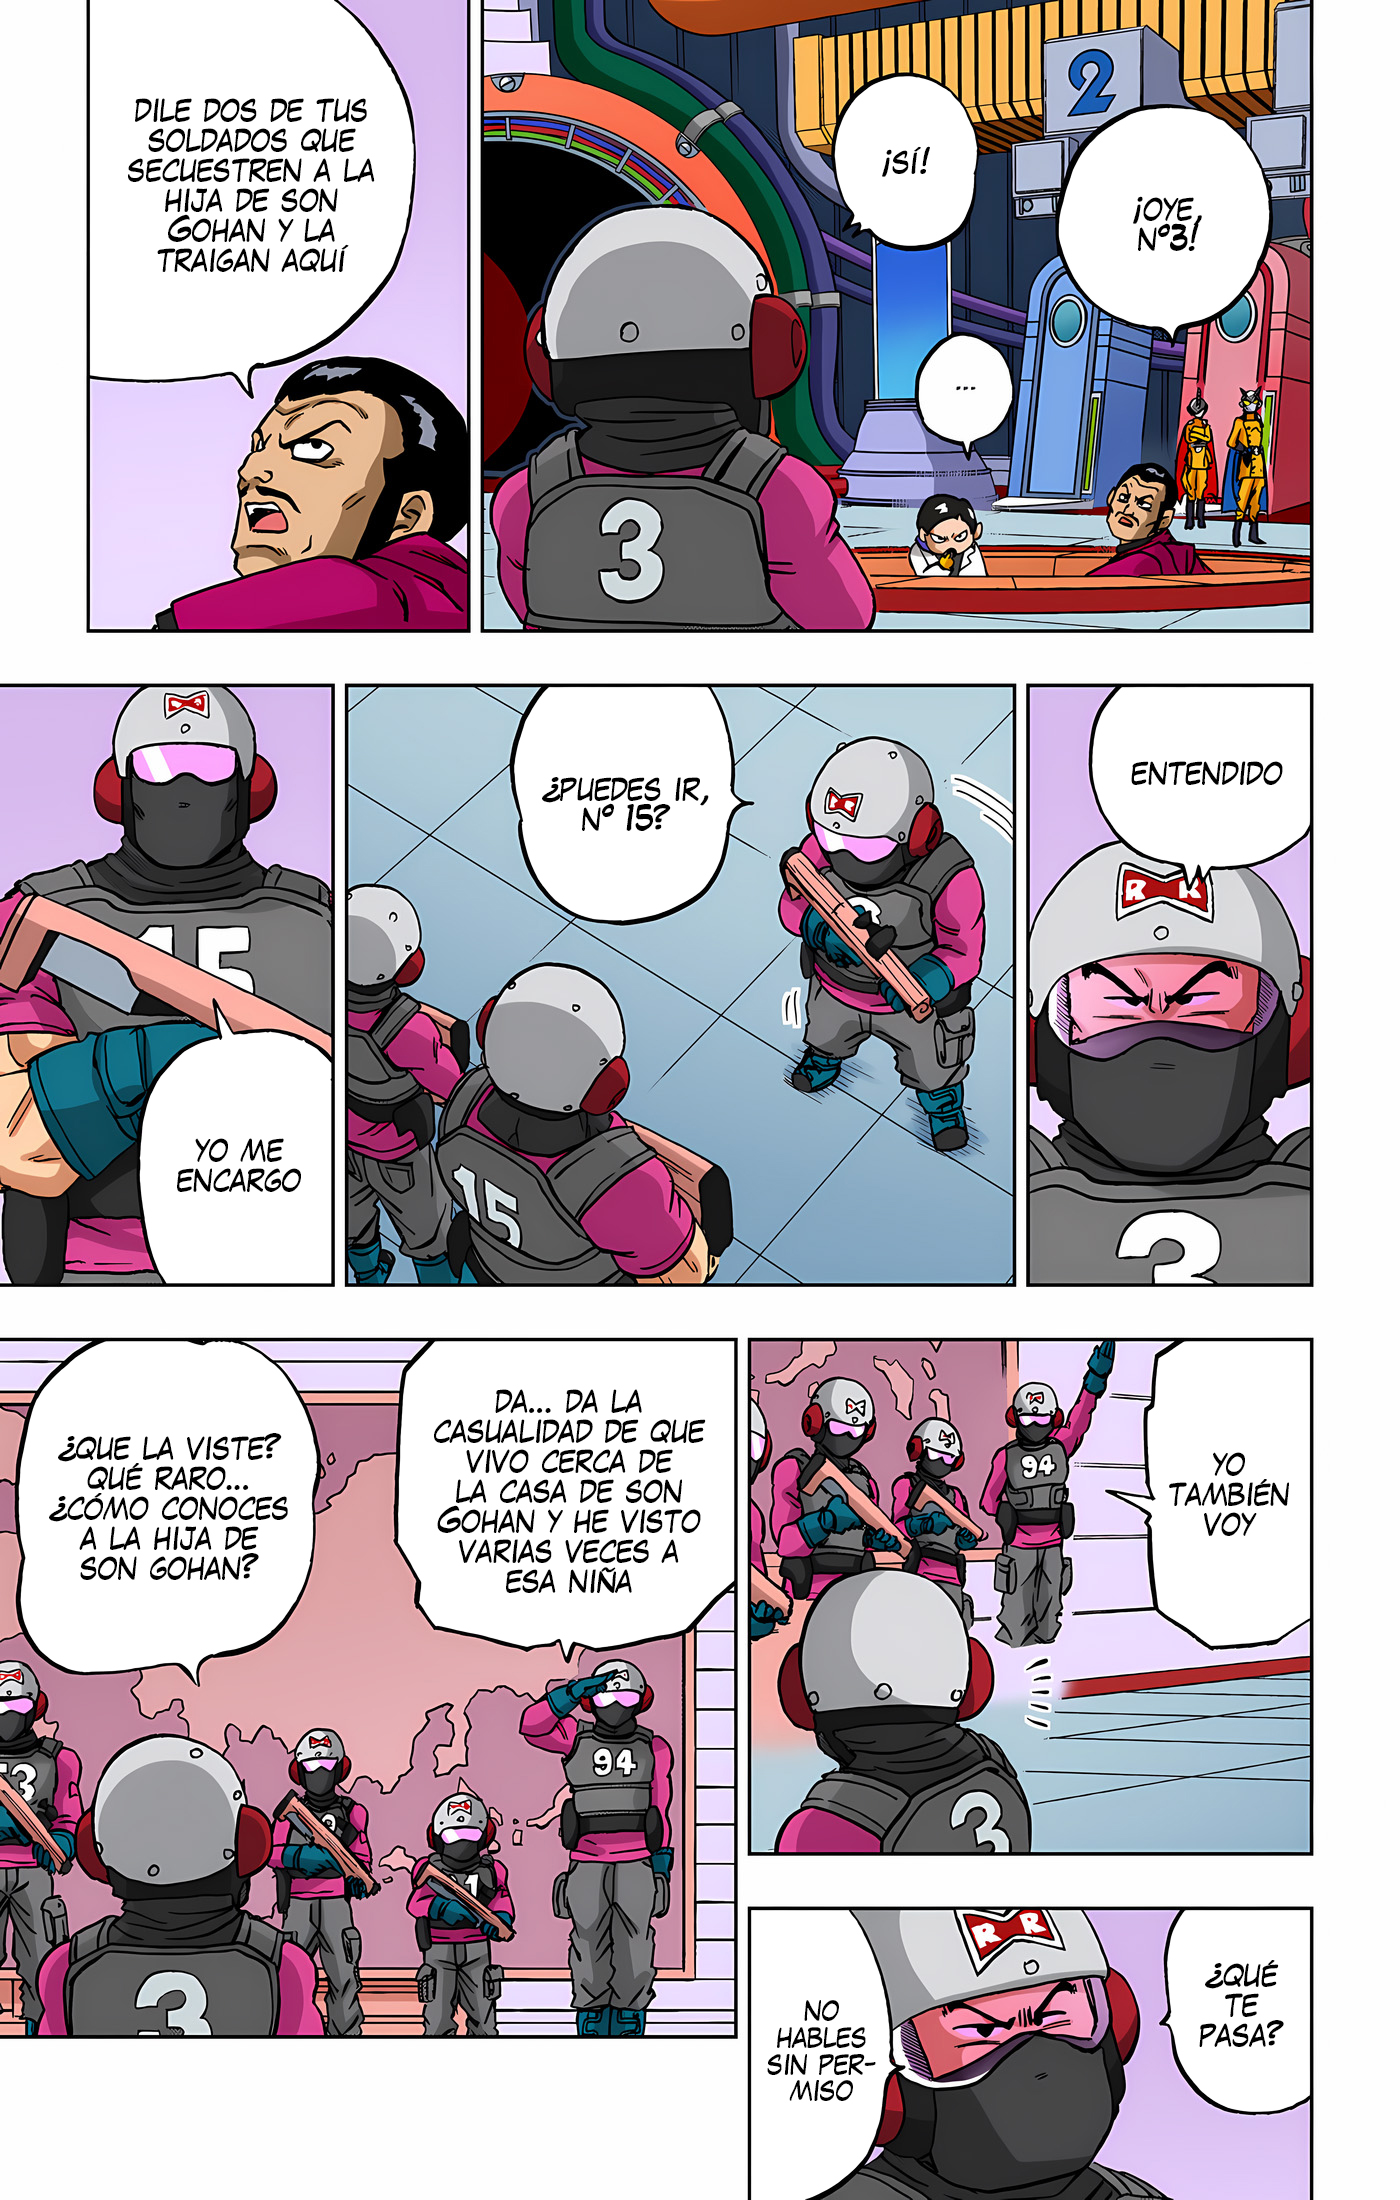 ¡OYE,
Nº3!
¡SÍ!
...
2
3
DILE DOS DE TUS
SOLDADOS QUE
SECUESTREN A LA
HIJA DE SON
GOHAN Y LA
TRAIGAN AQUÍ
ENTENDIDO
R R
3
¿PUEDES IR,
Nº 15?
R R
15
15
YO ME
ENCARGO
YO
TAMBIÉN
VOY
94
3
¿QUÉ
TE
PASA?
R R
NO
HABLES
SIN PER-
MISO
DA... DA LA
CASUALIDAD DE QUE
VIVO CERCA DE
LA CASA DE SON
GOHAN Y HE VISTO
VARIAS VECES A
ESA NIÑA
¿QUE LA VISTE?
QUÉ RARO...
¿CÓMO CONOCES
A LA HIJA DE
SON GOHAN?
94
1
3